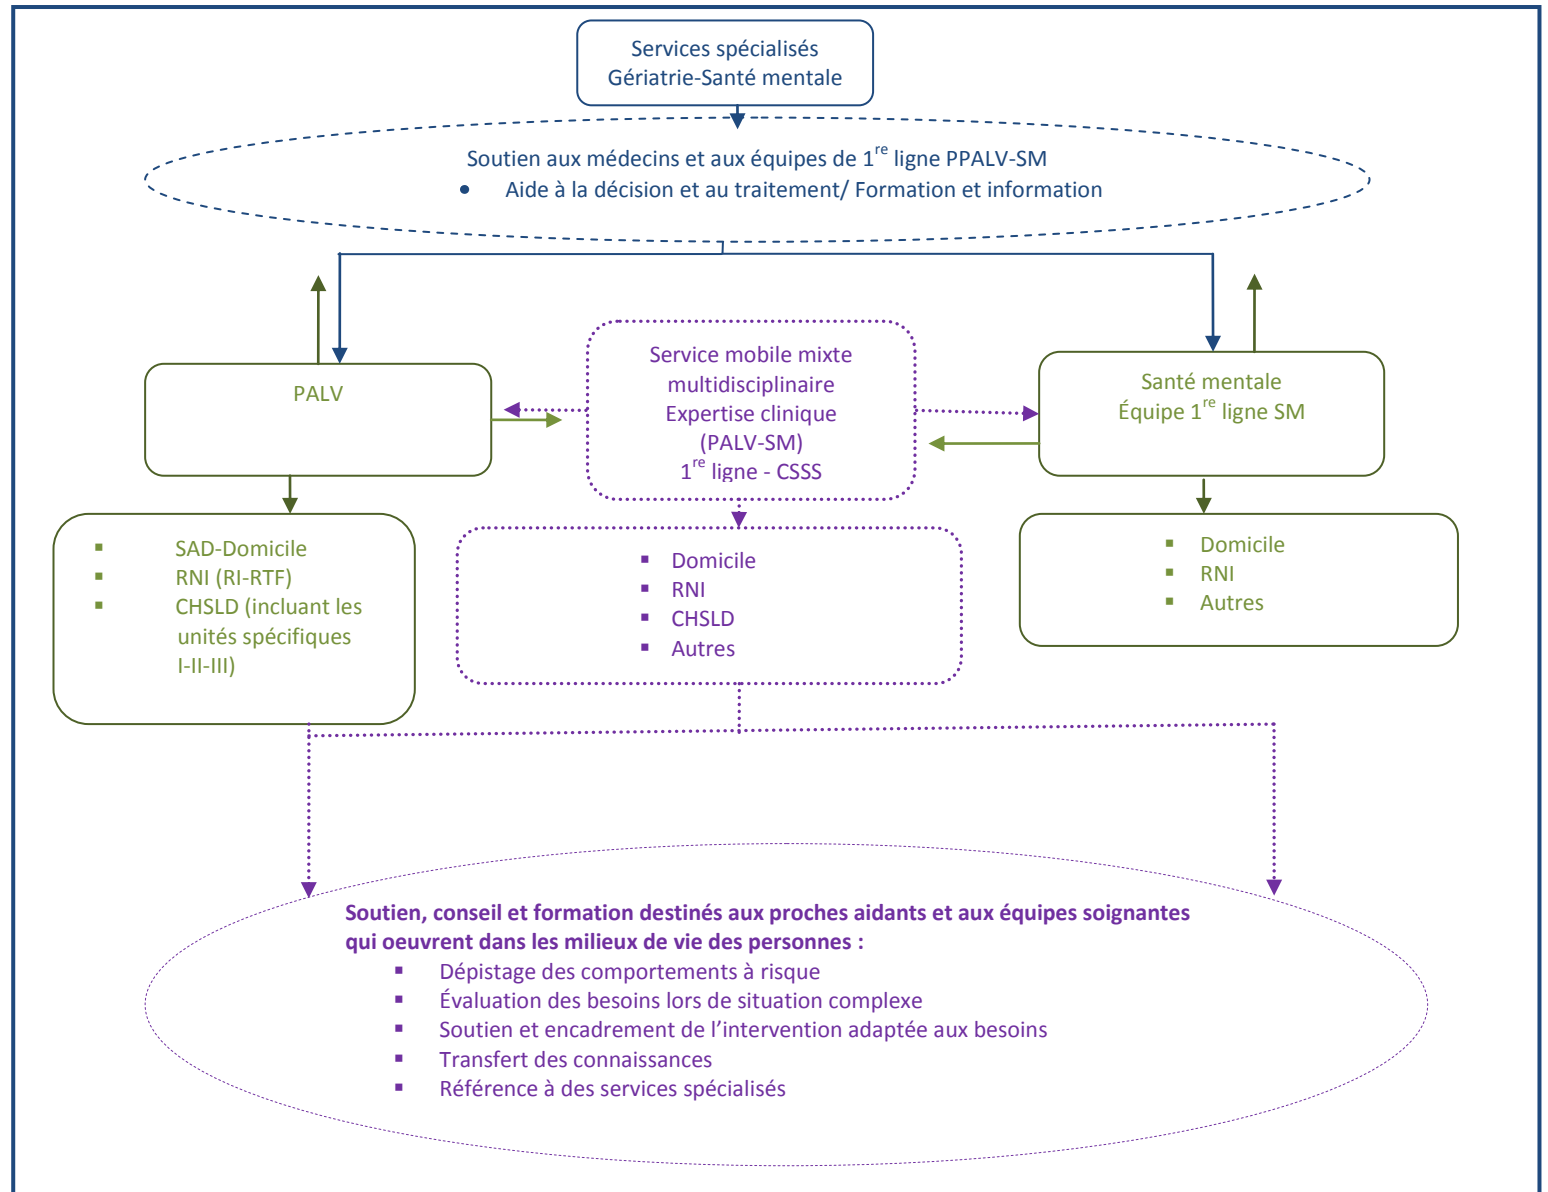 Services spécialisés
Gériatrie-Santé mentale
Soutien aux médecins et aux équipes de 1re ligne PPALV-SM
• Aide à la décision et au traitement/ Formation et information
PALV
Service mobile mixte
multidisciplinaire
Expertise clinique
(PALV-SM)
1re ligne - CSSS
Santé mentale
Équipe 1re ligne SM
▪ SAD-Domicile
▪ RNI (RI-RTF)
▪ CHSLD (incluant les
unités spécifiques
I-II-III)
▪ Domicile
▪ RNI
▪ CHSLD
▪ Autres
▪ Domicile
▪ RNI
▪ Autres
Soutien, conseil et formation destinés aux proches aidants et aux équipes soignantes
qui oeuvrent dans les milieux de vie des personnes :
▪ Dépistage des comportements à risque
▪ Évaluation des besoins lors de situation complexe
▪ Soutien et encadrement de l'intervention adaptée aux besoins
▪ Transfert des connaissances
▪ Référence à des services spécialisés